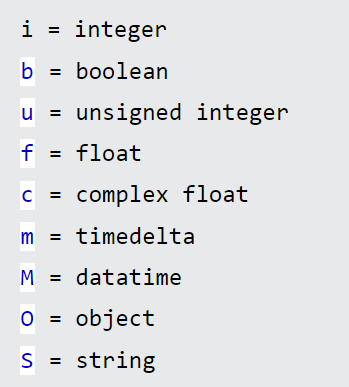 i = integer
b = boolean
u = unsigned integer
f = float
c = complex float
m = timedelta
M = datatime
O = object
S = string